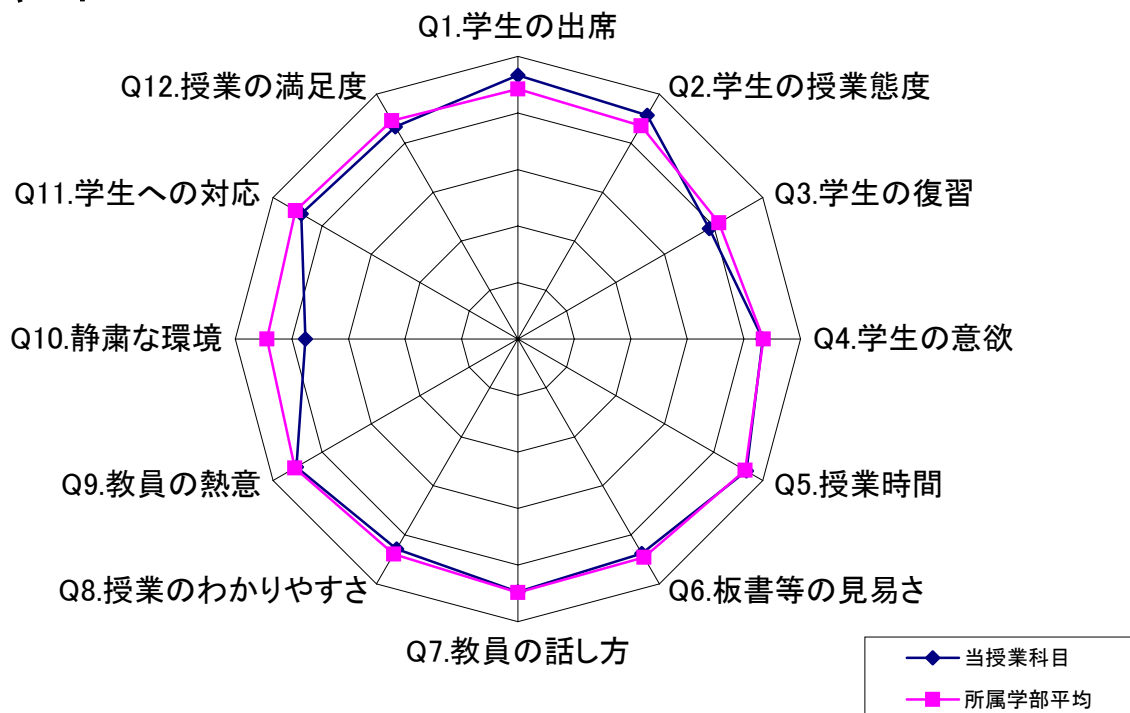 Q1.学生の出席
Q2.学生の授業態度
Q3.学生の復習
Q4.学生の意欲
Q5.授業時間
Q6.板書等の見易さ
Q7.教員の話し方
Q8.授業のわかりやすさ
Q9.教員の熱意
Q10.静粛な環境
Q11.学生への対応
Q12.授業の満足度
当授業科目
所属学部平均